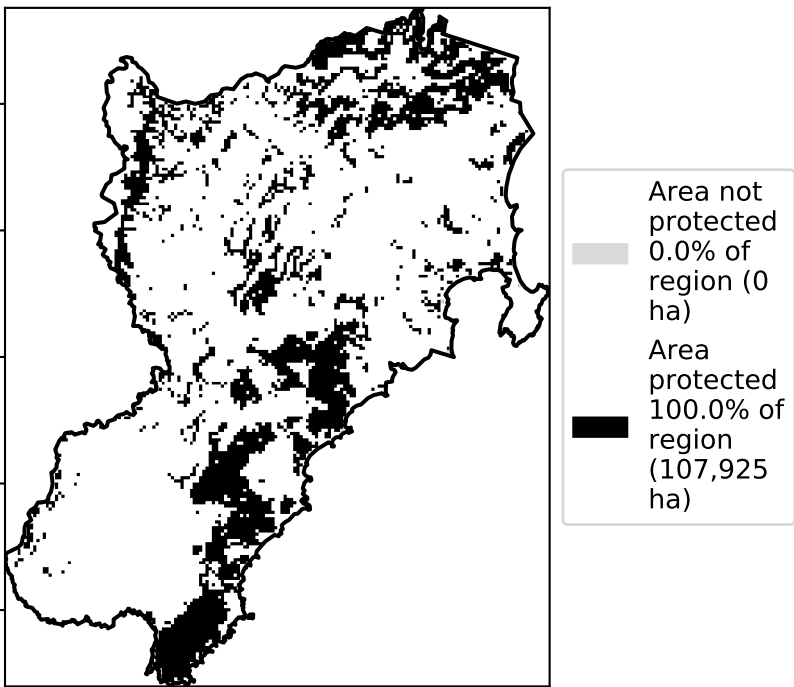 Area not
protected
0.0% of
region (0
ha)
Area
protected
100.0% of
region
(107,925
ha)